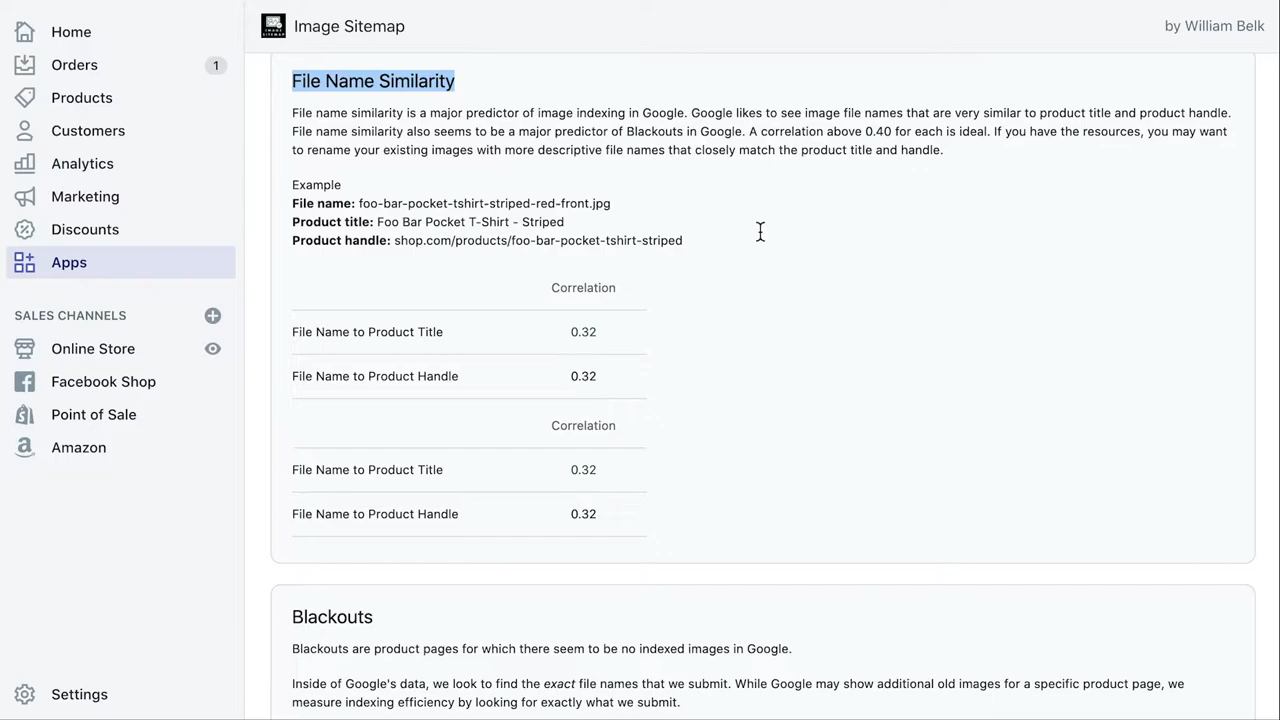 Home
Orders 1
Products
Customers
Analytics
Marketing
Discounts
Apps
SALES CHANNELS
Online Store
Facebook Shop
Point of Sale
Amazon
Settings
IMAGE SITEMAP
Image Sitemap
by William Belk
File Name Similarity
File name similarity is a major predictor of image indexing in Google. Google likes to see image file names that are very similar to product title and product handle.
File name similarity also seems to be a major predictor of Blackouts in Google. A correlation above 0.40 for each is ideal. If you have the resources, you may want
to rename your existing images with more descriptive file names that closely match the product title and handle.
Example
File name: foo-bar-pocket-tshirt-striped-red-front.jpg
Product title: Foo Bar Pocket T-Shirt - Striped
Product handle: shop.com/products/foo-bar-pocket-tshirt-striped
Correlation
File Name to Product Title 0.32
File Name to Product Handle 0.32
Correlation
File Name to Product Title 0.32
File Name to Product Handle 0.32
Blackouts
Blackouts are product pages for which there seem to be no indexed images in Google.
Inside of Google's data, we look to find the exact file names that we submit. While Google may show additional old images for a specific product page, we
measure indexing efficiency by looking for exactly what we submit.